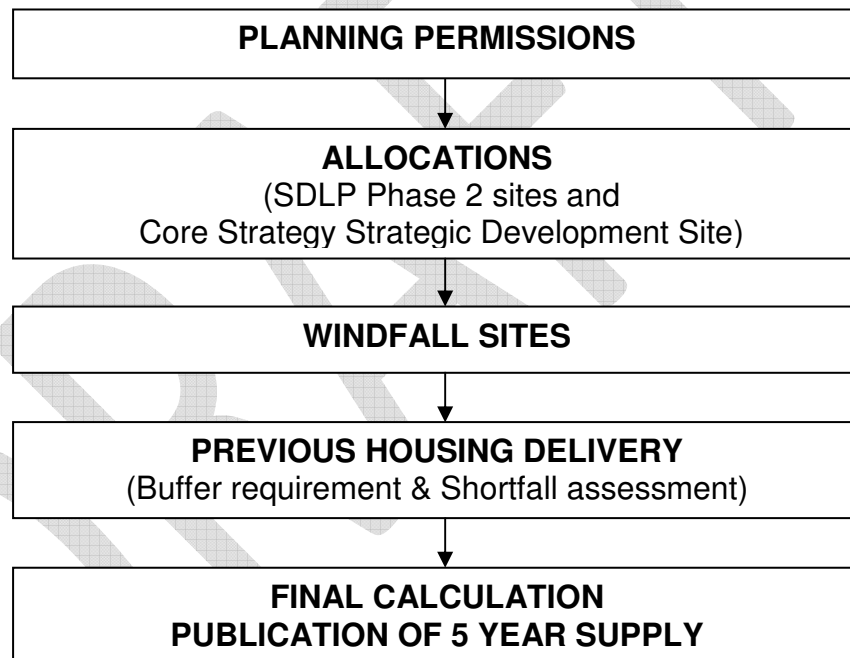 PLANNING PERMISSIONS
ALLOCATIONS
(SDLP Phase 2 sites and
Core Strategy Strategic Development Site)
WINDFALL SITES
PREVIOUS HOUSING DELIVERY
(Buffer requirement & Shortfall assessment)
FINAL CALCULATION
PUBLICATION OF 5 YEAR SUPPLY